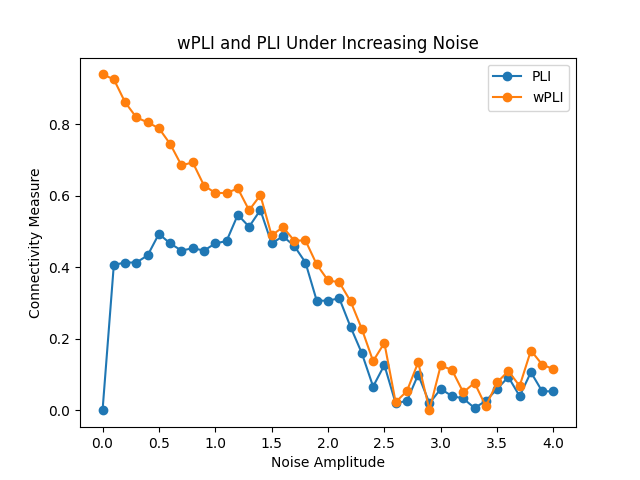 wPLI and PLI Under Increasing Noise
PLI
wPLI
Connectivity Measure
0.8
0.6
0.4
0.2
0.0
0.0 0.5 1.0 1.5 2.0 2.5 3.0 3.5 4.0
Noise Amplitude